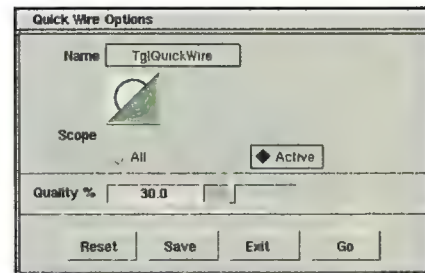 Quick Wire Options
Name TglQuickWire
Scope
All Active
Quality % 30.0
Reset Save Exit Go